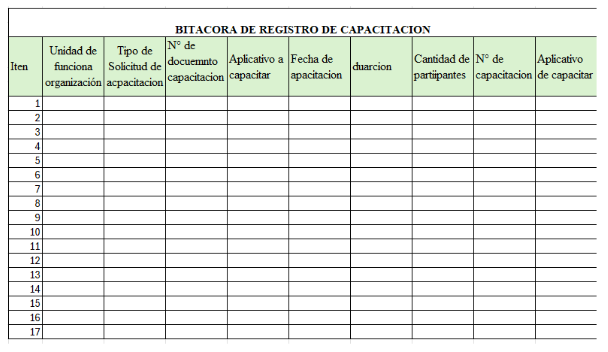 BITACORA DE REGISTRO DE CAPACITACION
Iten
Unidad de
funciona
organización
Tipo de
Solicitud de
acpacitacion
N° de
docuemnto
capacitacion
Aplicativo a
capacitar
Fecha de
apacitacion
duarcion
Cantidad de
partiipantes
N° de
capacitacion
Aplicativo
de capacitar
1
2
3
4
5
6
7
8
9
10
11
12
13
14
15
16
17